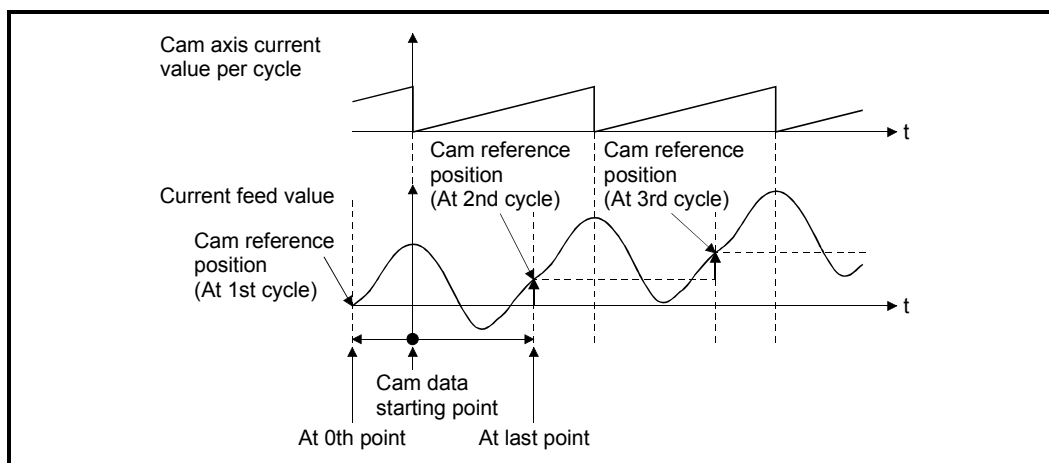 Cam axis current
value per cycle
t
Cam reference
position
(At 2nd cycle)
Cam reference
position
(At 3rd cycle)
Current feed value
Cam reference
position
(At 1st cycle)
t
Cam data
starting point
At 0th point
At last point